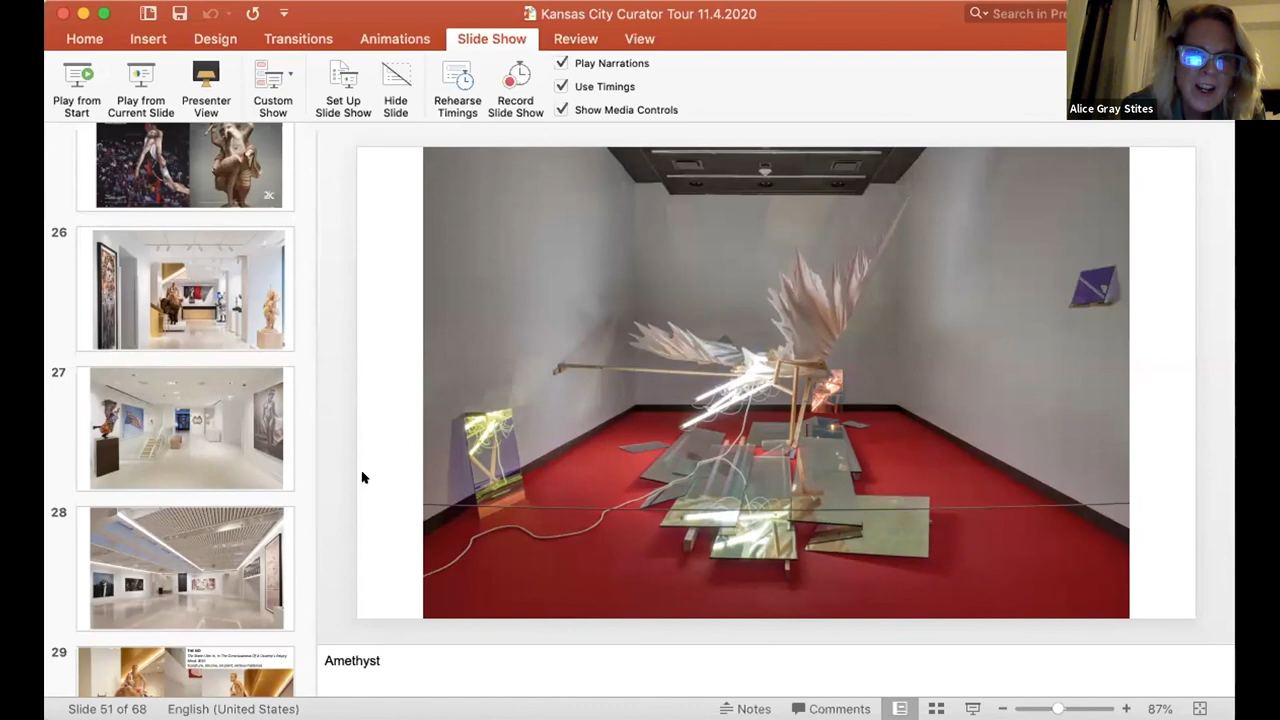 Kansas City Curator Tour 11.4.2020
Search in Pre
Home Insert Design Transitions Animations Slide Show Review View
Play from Start
Play from Current Slide
Presenter View
Custom Show
Set Up Slide Show
Hide Slide
Rehearse Timings
Record Slide Show
Play Narrations
Use Timings
Show Media Controls
Alice Gray Stites
26
27
28
29
Amethyst
Slide 51 of 68 English (United States) Notes Comments 87%